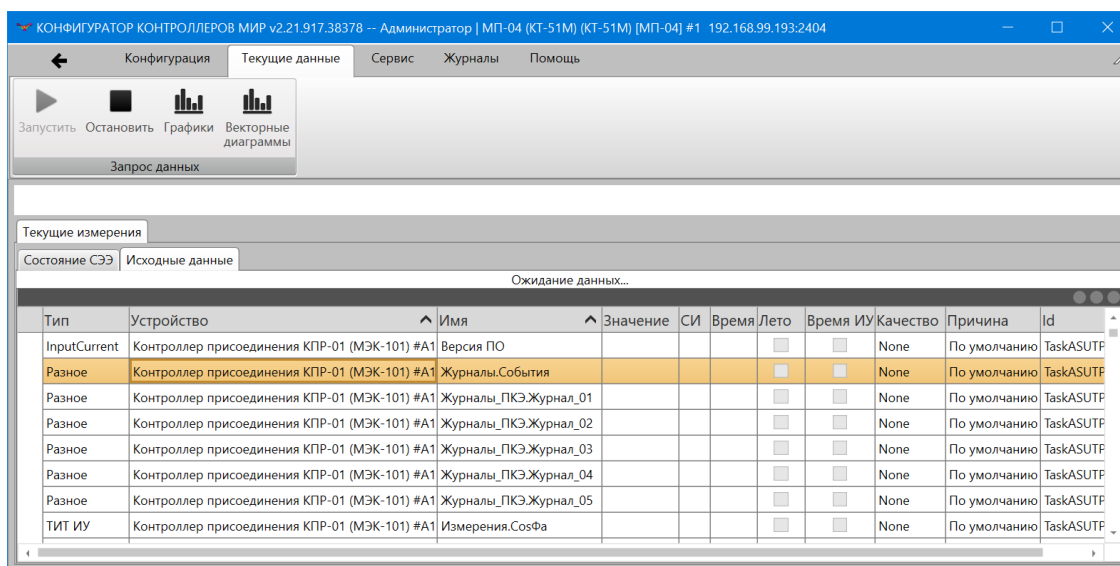 КОНФИГУРАТОР КОНТРОЛЛЕРОВ МИР v2.21.917.38378 -- Администратор | МП-04 (КТ-51М) (КТ-51М) [МП-04] #1 192.168.99.193:2404
Конфигурация Текущие данные Сервис Журналы Помощь
Запустить Остановить Графики Векторные
диаграммы
Запрос данных
Текущие измерения
Состояние СЭЭ Исходные данные
Ожидание данных...
Тип Устройство Имя Значение СИ Время Лето Время ИУ Качество Причина Id
InputCurrent Контроллер присоединения КПР-01 (МЭК-101) #A1 Версия ПО None По умолчанию TaskASUTP
Разное Контроллер присоединения КПР-01 (МЭК-101) #A1 Журналы.События None По умолчанию TaskASUTP
Разное Контроллер присоединения КПР-01 (МЭК-101) #A1 Журналы_ПКЭ.Журнал_01 None По умолчанию TaskASUTP
Разное Контроллер присоединения КПР-01 (МЭК-101) #A1 Журналы_ПКЭ.Журнал_02 None По умолчанию TaskASUTP
Разное Контроллер присоединения КПР-01 (МЭК-101) #A1 Журналы_ПКЭ.Журнал_03 None По умолчанию TaskASUTP
Разное Контроллер присоединения КПР-01 (МЭК-101) #A1 Журналы_ПКЭ.Журнал_04 None По умолчанию TaskASUTP
Разное Контроллер присоединения КПР-01 (МЭК-101) #A1 Журналы_ПКЭ.Журнал_05 None По умолчанию TaskASUTP
ТИТ ИУ Контроллер присоединения КПР-01 (МЭК-101) #A1 Измерения.CosФа None По умолчанию TaskASUTP